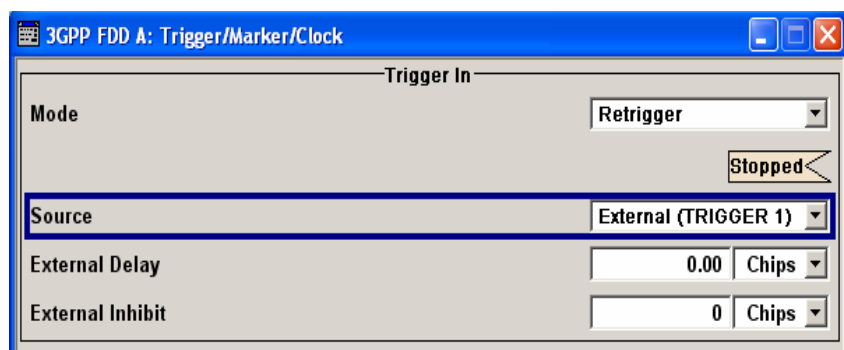 3GPP FDD A: Trigger/Marker/Clock
Trigger In
Mode Retrigger
Stopped
Source External (TRIGGER 1)
External Delay 0.00 Chips
External Inhibit 0 Chips